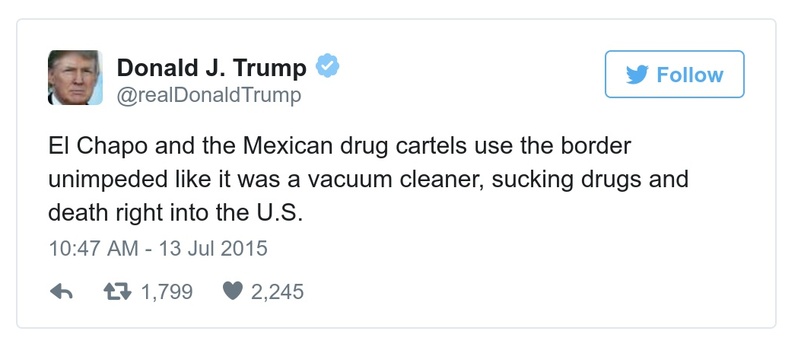 Donald J. Trump
@realDonaldTrump
Follow
El Chapo and the Mexican drug cartels use the border
unimpeded like it was a vacuum cleaner, sucking drugs and
death right into the U.S.
10:47 AM - 13 Jul 2015
1,799 2,245